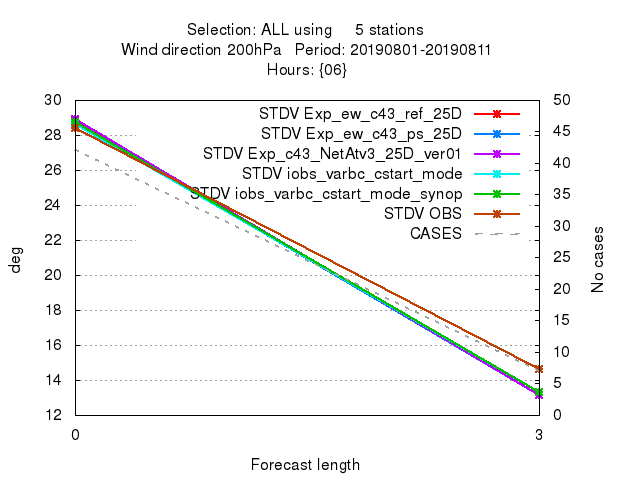 Selection: ALL using     5 stations
Wind direction 200hPa   Period: 20190801-20190811
Hours: {06}
30
28
26
24
22
20
18
16
14
12
deg
STDV Exp_ew_c43_ref_25D
STDV Exp_ew_c43_ps_25D
STDV Exp_c43_NetAtv3_25D_ver01
STDV iobs_varbc_cstart_mode
STDV iobs_varbc_cstart_mode_synop
STDV OBS
CASES
50
45
40
35
30
25
20
15
10
5
0
No cases
0 3
Forecast length